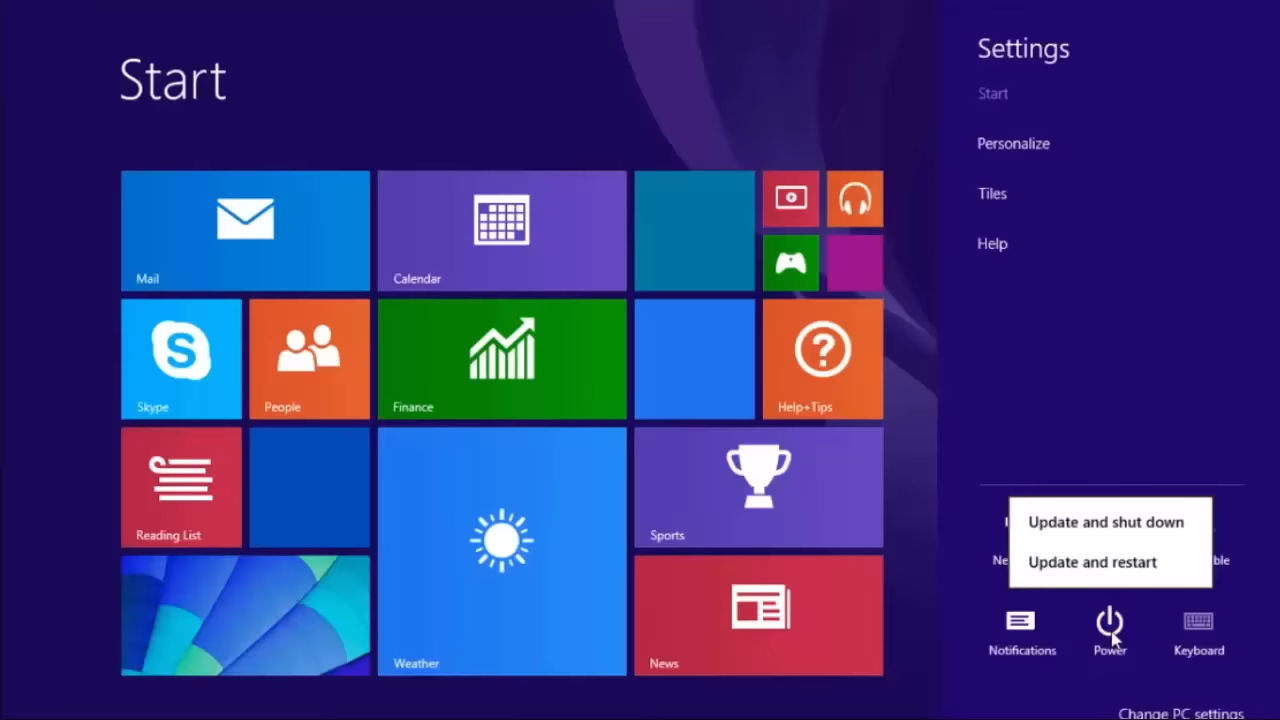 Start
Mail
Calendar
Skype
People
Finance
Help+Tips
Reading List
Sports
Weather
News
Settings
Start
Personalize
Tiles
Help
Update and shut down
Update and restart
Notifications
Power
Keyboard
Change PC settings